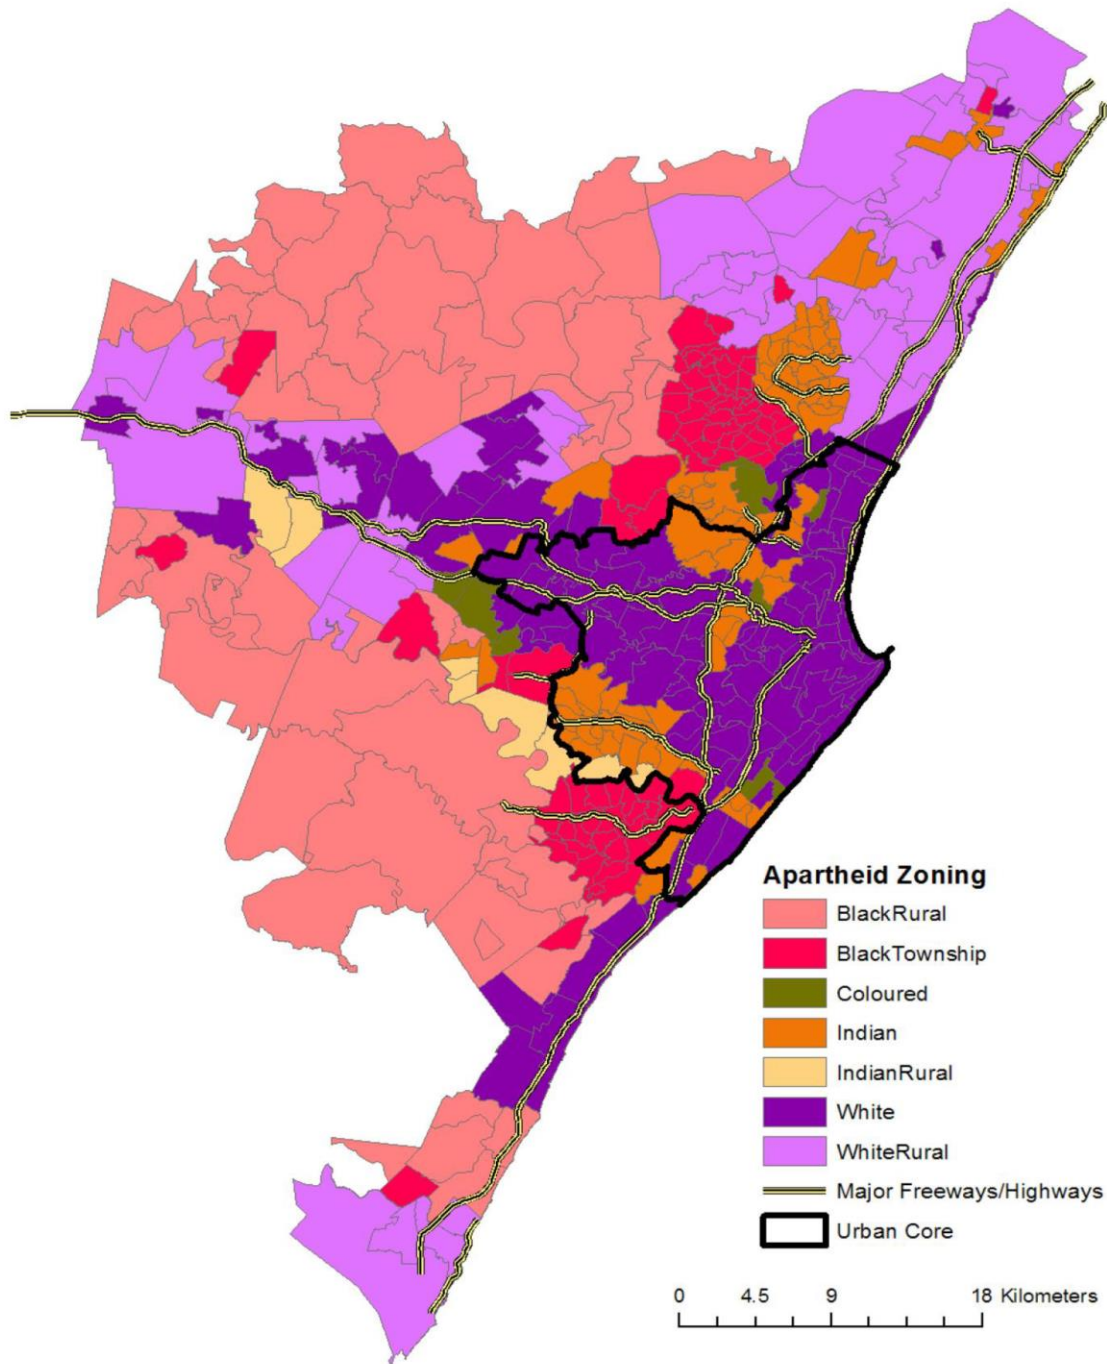 Apartheid Zoning
BlackRural
BlackTownship
Coloured
Indian
IndianRural
White
WhiteRural
Major Freeways/Highways
Urban Core
0 4.5 9 18 Kilometers